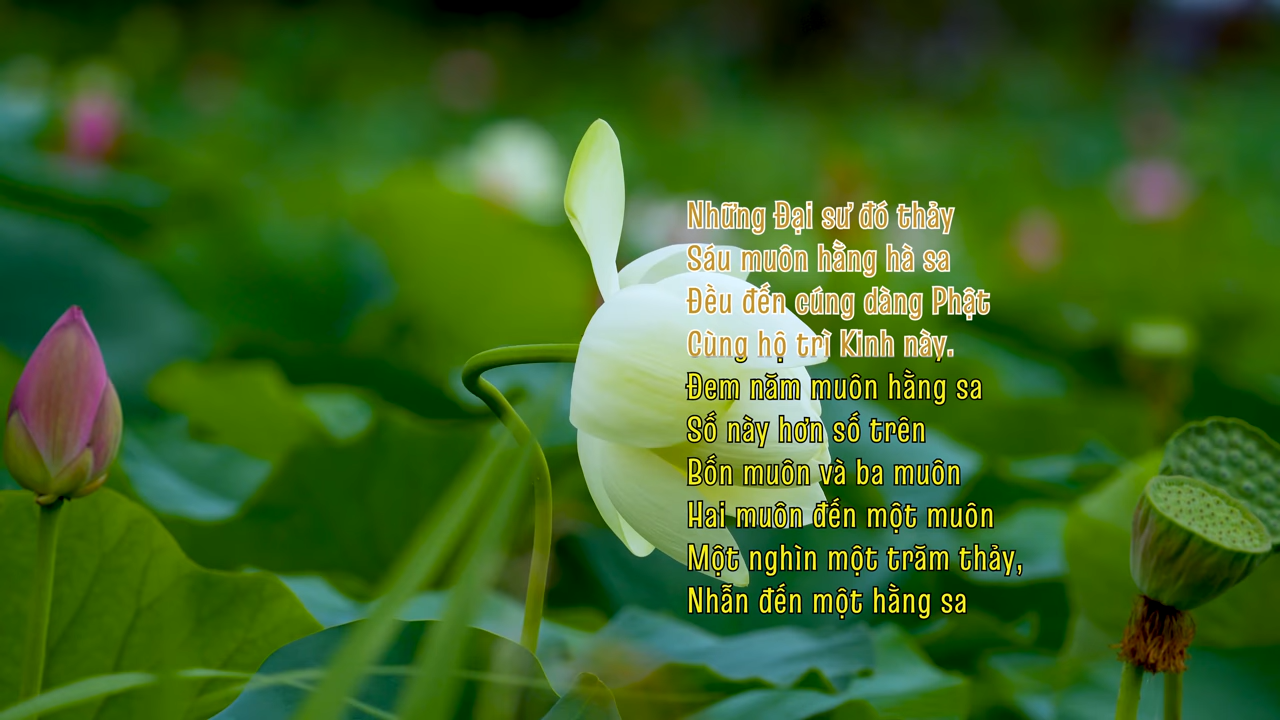 Những Đại sư đó thảy
Sáu muôn hằng hà sa
Đều đến cúng dàng Phật
Cùng hộ trì Kinh này.
Đem năm muôn hằng sa
Số này hơn số trên
Bốn muôn và ba muôn
Hai muôn đến một muôn
Một nghìn một trăm thảy,
Nhẫn đến một hằng sa